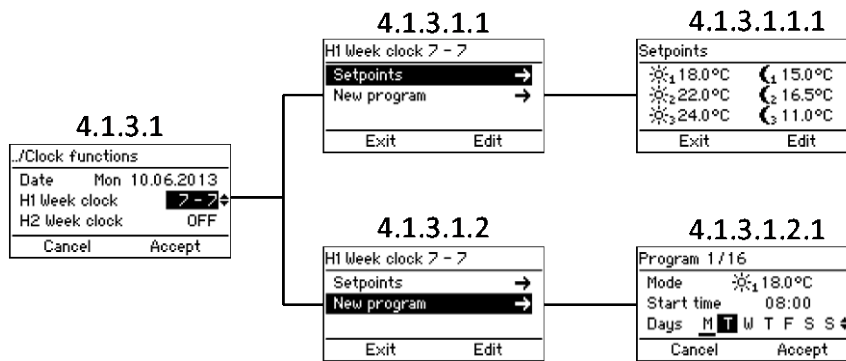 4.1.3.1
../Clock functions
Date Mon 10.06.2013
H1 Week clock 7 - 7
H2 Week clock OFF
Cancel Accept
4.1.3.1.1
H1 Week clock 7 - 7
Setpoints →
New program →
Exit Edit
4.1.3.1.1.1
Setpoints
1 18.0°C 1 15.0°C
2 22.0°C 2 16.5°C
3 24.0°C 3 11.0°C
Exit Edit
4.1.3.1.2
H1 Week clock 7 - 7
Setpoints →
New program →
Exit Edit
4.1.3.1.2.1
Program 1/16
Mode 1 18.0°C
Start time 08:00
Days M T W T F S S
Cancel Accept